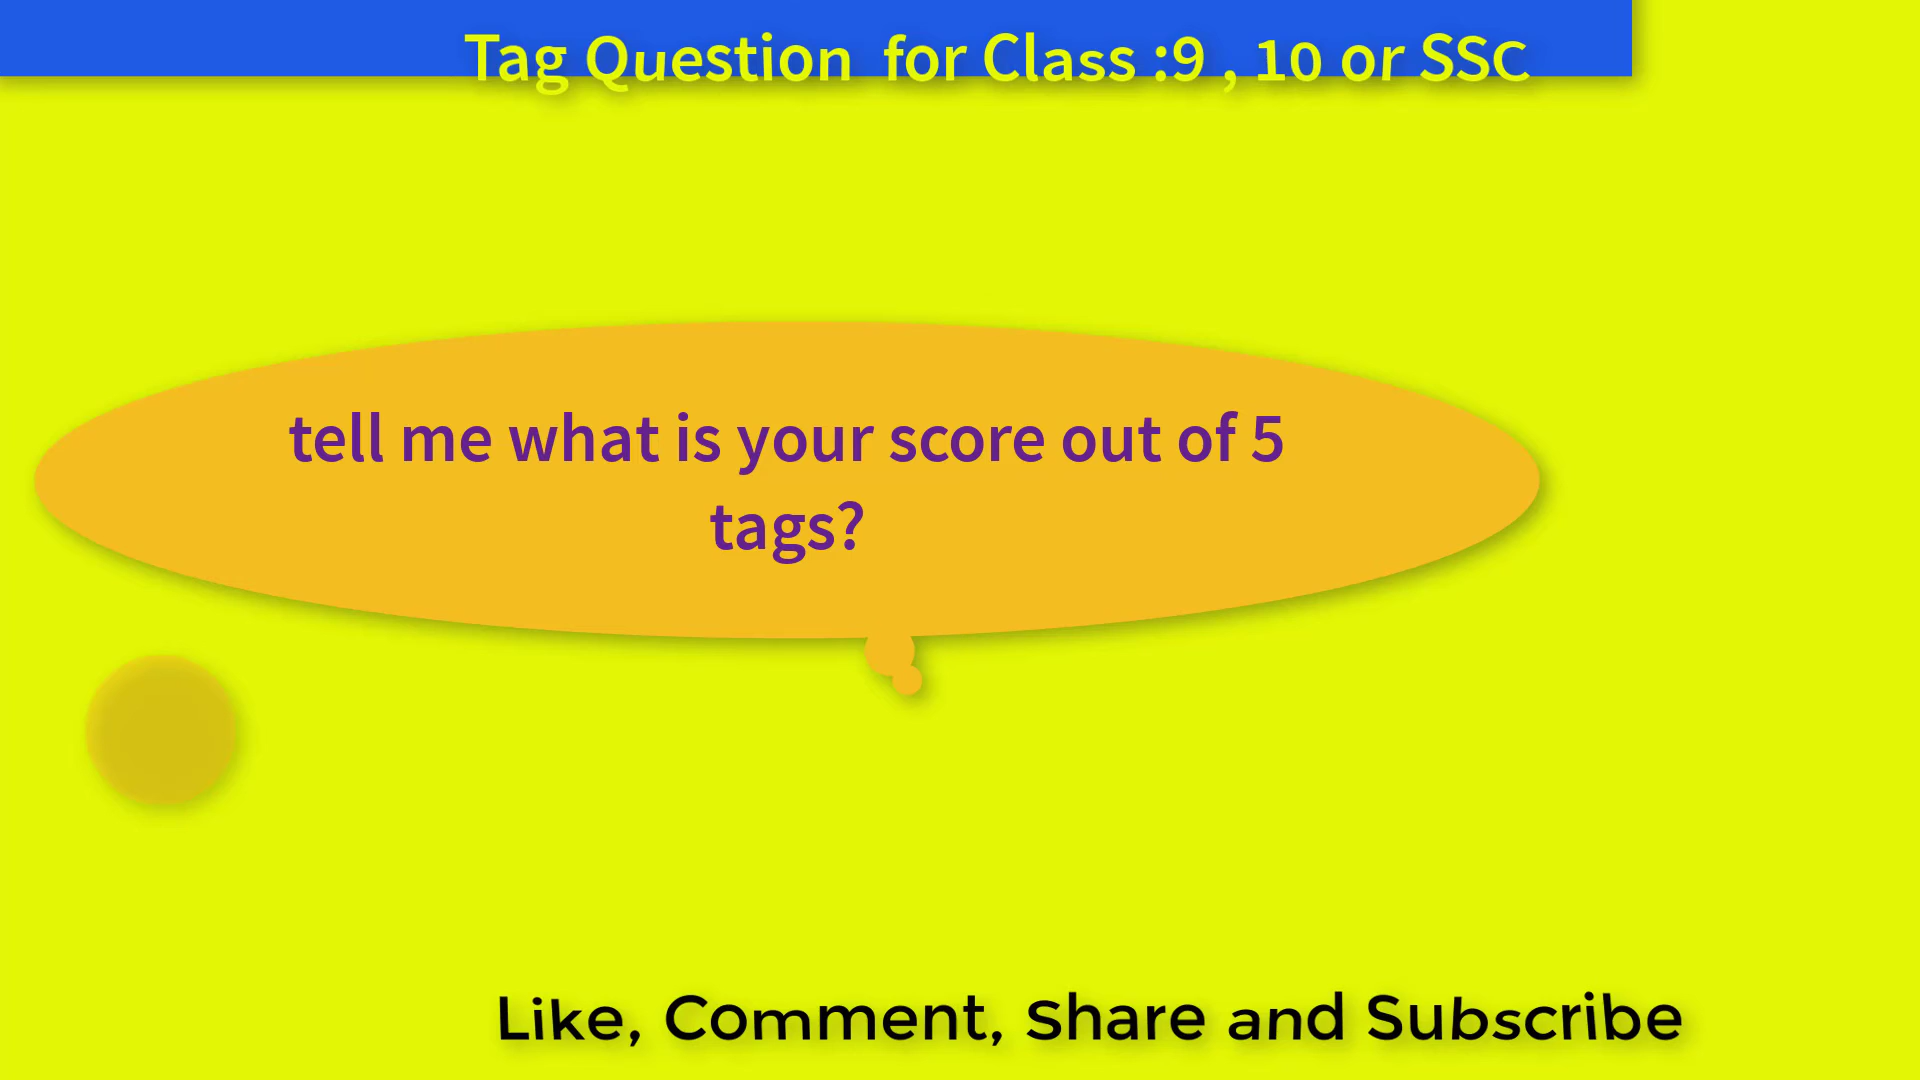 Tag Question for Class :9 , 10 or SSC
tell me what is your score out of 5
tags?
Like, Comment, Share and Subscribe